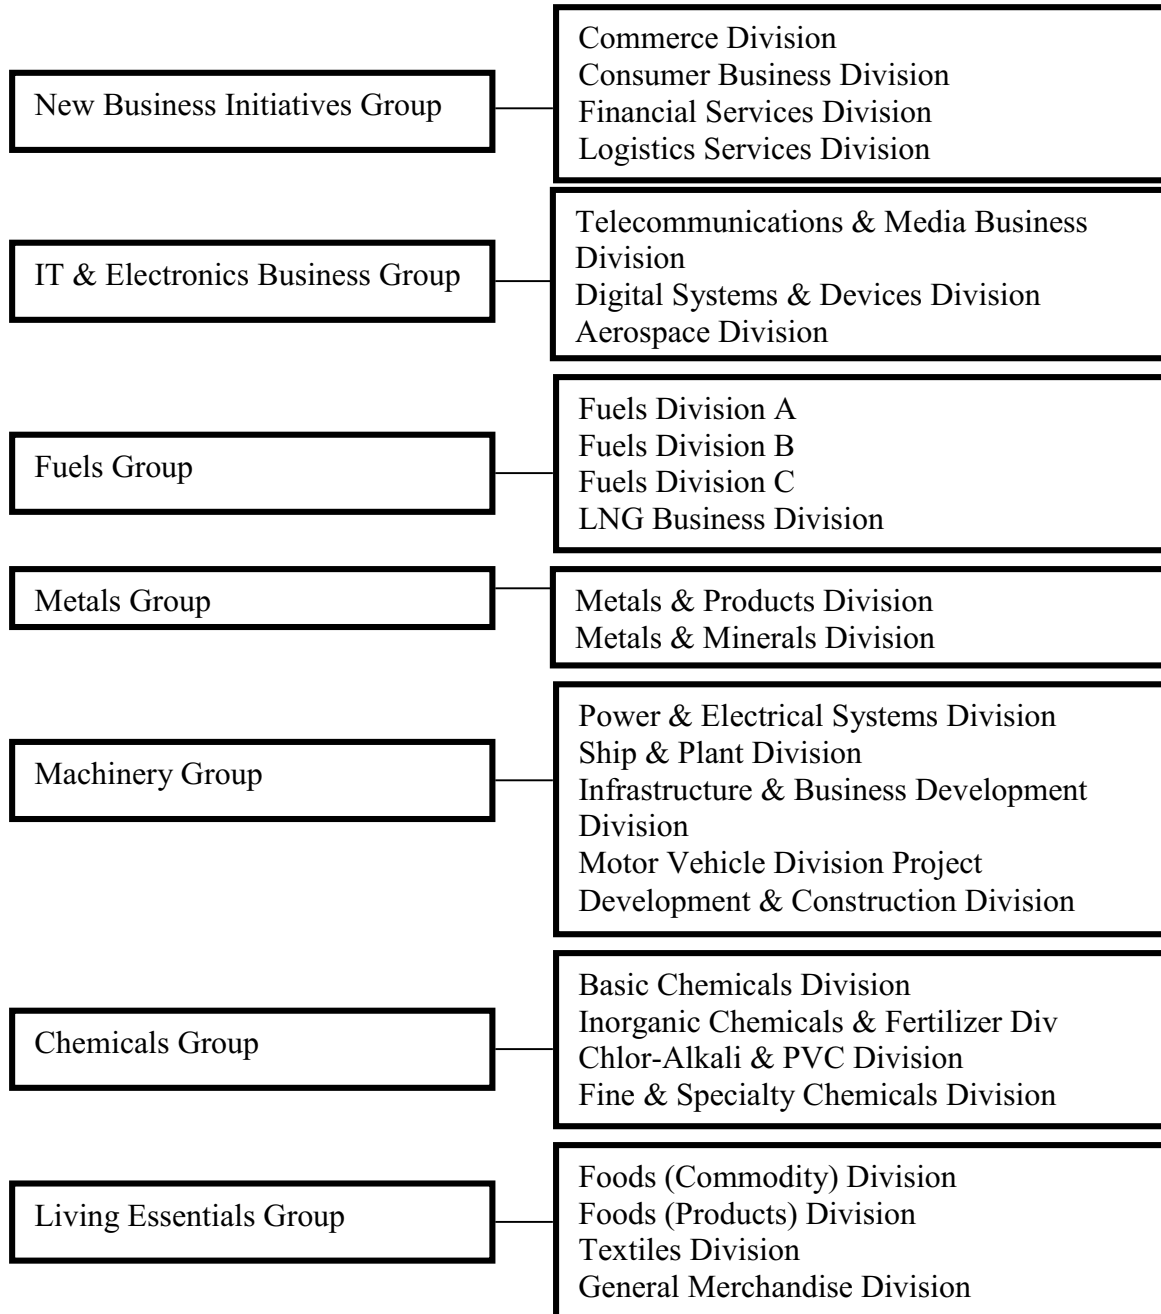 New Business Initiatives Group
Commerce Division
Consumer Business Division
Financial Services Division
Logistics Services Division
IT & Electronics Business Group
Telecommunications & Media Business
Division
Digital Systems & Devices Division
Aerospace Division
Fuels Group
Fuels Division A
Fuels Division B
Fuels Division C
LNG Business Division
Metals Group
Metals & Products Division
Metals & Minerals Division
Machinery Group
Power & Electrical Systems Division
Ship & Plant Division
Infrastructure & Business Development
Division
Motor Vehicle Division Project
Development & Construction Division
Chemicals Group
Basic Chemicals Division
Inorganic Chemicals & Fertilizer Div
Chlor-Alkali & PVC Division
Fine & Specialty Chemicals Division
Living Essentials Group
Foods (Commodity) Division
Foods (Products) Division
Textiles Division
General Merchandise Division